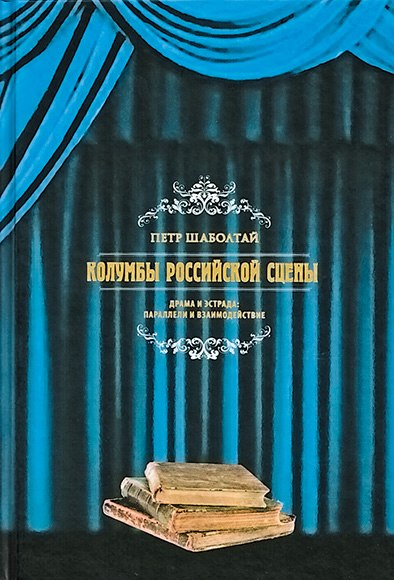 ПЕТР ШАБОЛТАЙ
КОЛУМБЫ РОССИЙСКОЙ СЦЕНЫ
ДРАМА И ЭСТРАДА:
ПАРАЛЛЕЛИ И ВЗАИМОДЕЙСТВИЕ